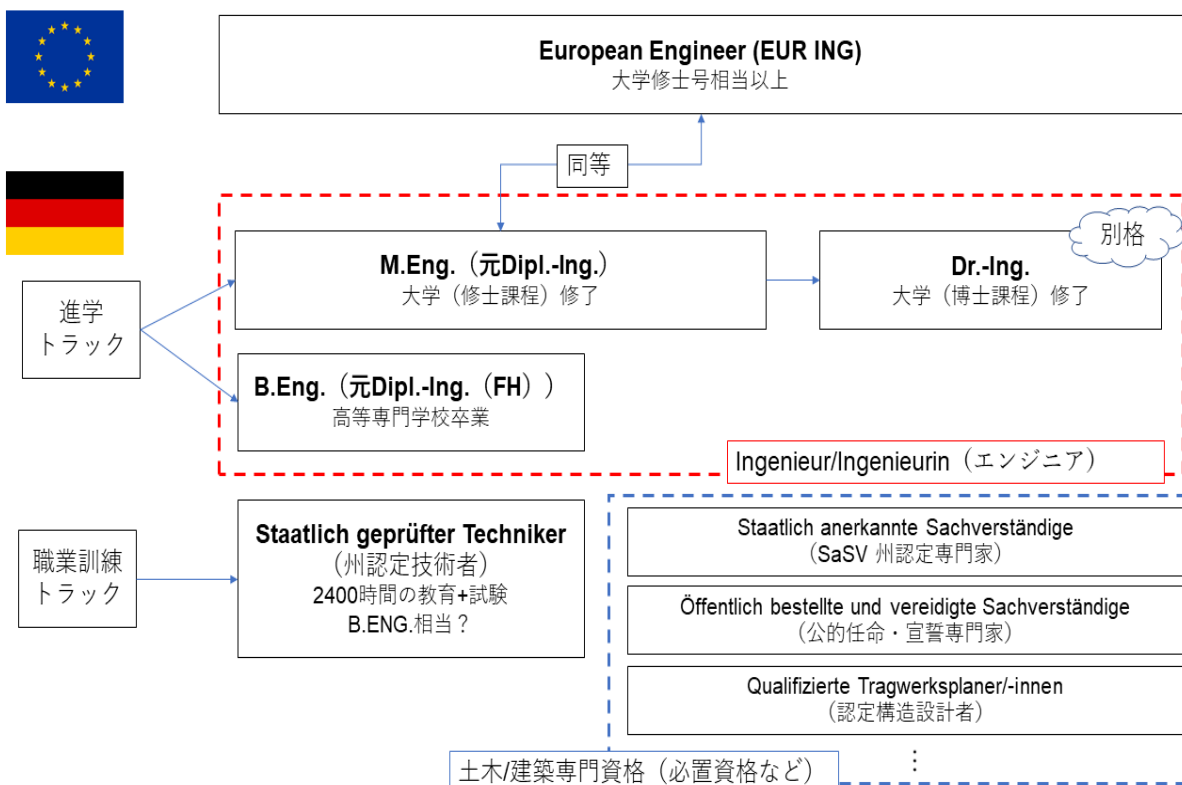 European Engineer (EUR ING)
大学修士号相当以上
同等
別格
M.Eng.（元Dipl.-Ing.）
大学（修士課程）修了
Dr.-Ing.
大学（博士課程）修了
進学
トラック
B.Eng.（元Dipl.-Ing.（FH））
高等専門学校卒業
Ingenieur/Ingenieurin（エンジニア）
職業訓練
トラック
Staatlich geprüfter Techniker
（州認定技術者）
2400時間の教育+試験
B.ENG.相当？
Staatlich anerkannte Sachverständige
（SaSV 州認定専門家）
Öffentlich bestellte und vereidigte Sachverständige
（公的任命・宣誓専門家）
Qualifizierte Tragwerksplaner/-innen
（認定構造設計者）
⋮
土木/建築専門資格（必置資格など）